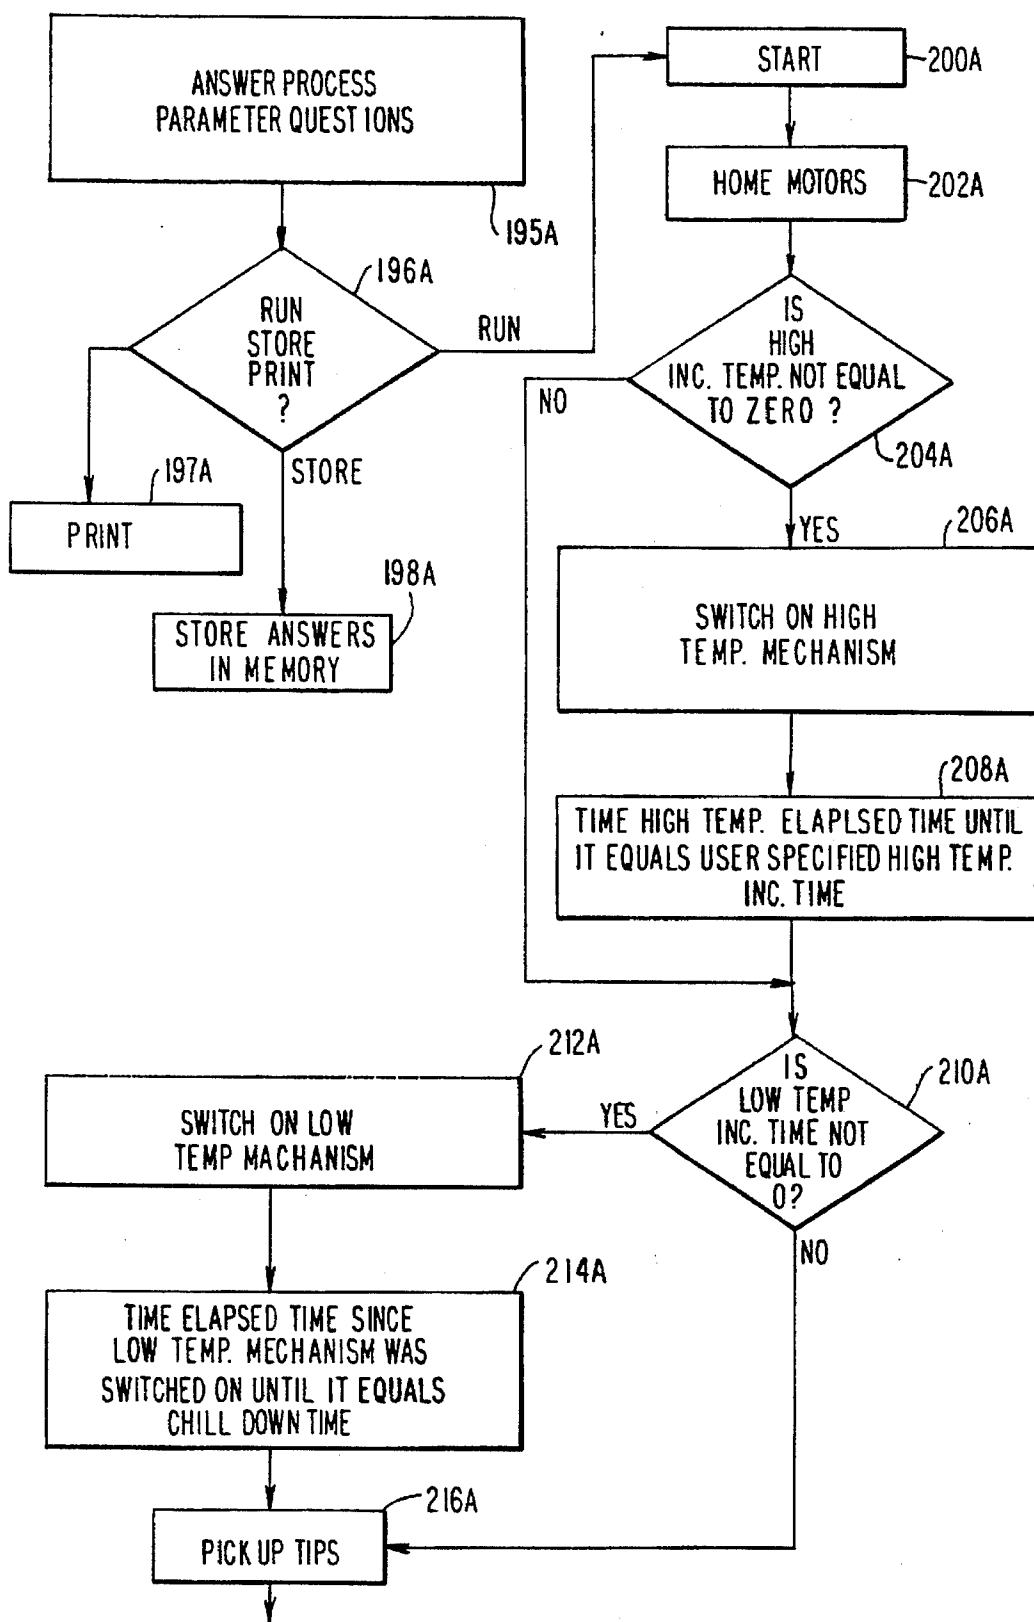 ANSWER PROCESS
PARAMETER QUESTIONS
195A
196A
RUN
STORE
PRINT
?
RUN
STORE
197A
PRINT
198A
STORE ANSWERS
IN MEMORY
START
200A
HOME MOTORS
202A
IS
HIGH
INC. TEMP. NOT EQUAL
TO ZERO ?
204A
NO
YES
206A
SWITCH ON HIGH
TEMP. MECHANISM
208A
TIME HIGH TEMP. ELAPLSED TIME UNTIL
IT EQUALS USER SPECIFIED HIGH TEMP.
INC. TIME
210A
IS
LOW TEMP
INC. TIME NOT
EQUAL TO
0?
YES
NO
212A
SWITCH ON LOW
TEMP MACHANISM
214A
TIME ELAPSED TIME SINCE
LOW TEMP. MECHANISM WAS
SWITCHED ON UNTIL IT EQUALS
CHILL DOWN TIME
216A
PICK UP TIPS